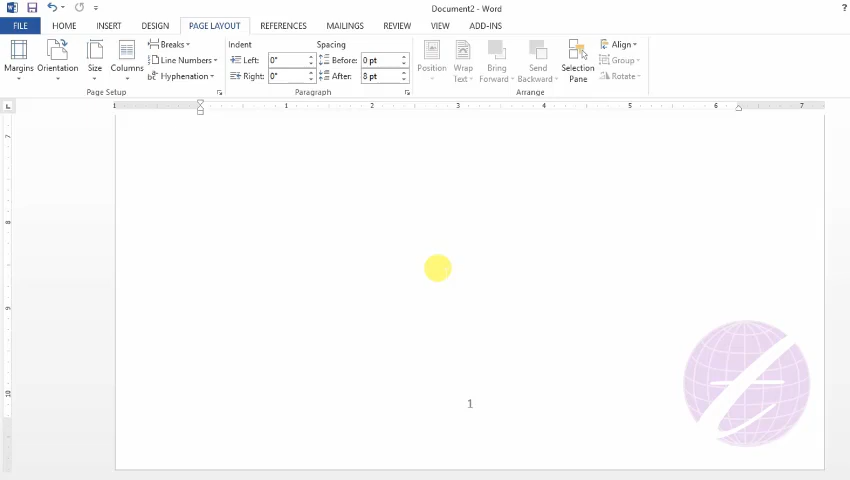 Document2 - Word
?
FILE HOME INSERT DESIGN PAGE LAYOUT REFERENCES MAILINGS REVIEW VIEW ADD-INS
Margins Orientation Size Columns
Breaks
Line Numbers
Hyphenation
Page Setup
Indent
Left: 0"
Right: 0"
Spacing
Before: 0 pt
After: 8 pt
Paragraph
Position
Wrap
Text
Bring
Forward
Send
Backward
Selection
Pane
Align
Group
Rotate
Arrange
1 1 2 3 4 5 6 7
7
8
9
10
1